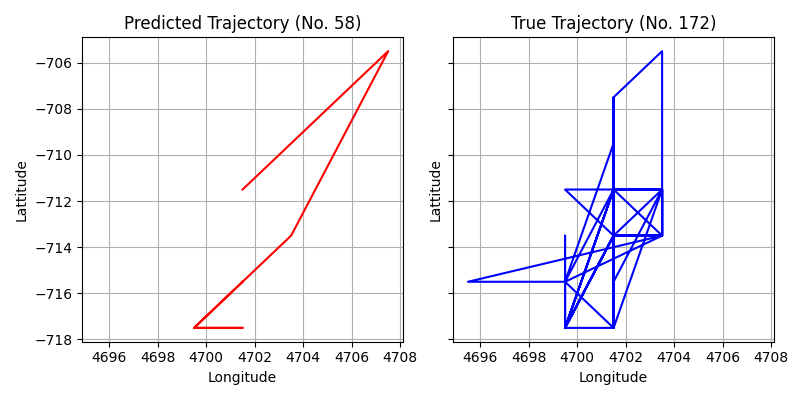 Predicted Trajectory (No. 58)
True Trajectory (No. 172)
−706
−708
−710
−712
−714
−716
−718
Lattitude
Lattitude
4696 4698 4700 4702 4704 4706 4708
4696 4698 4700 4702 4704 4706 4708
Longitude
Longitude